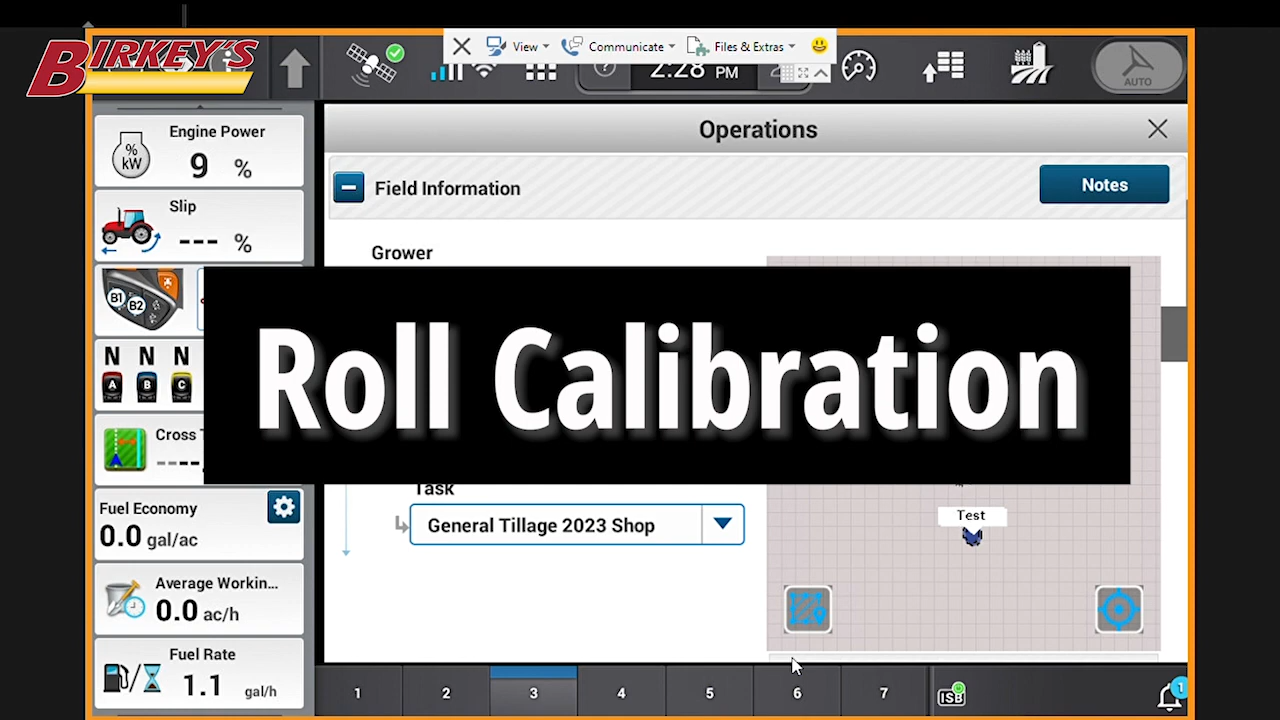 BIRKEY'S
View
Communicate
Files & Extras
2:28 PM
AUTO
Engine Power
% kW
9 %
Slip
--- %
B1
B2
N N N
A B C
Cross
Fuel Economy
0.0 gal/ac
Average Workin...
0.0 ac/h
Fuel Rate
1.1 gal/h
Operations
Field Information
Notes
Grower
Roll Calibration
Task
General Tillage 2023 Shop
Test
1 2 3 4 5 6 7
ISB
1